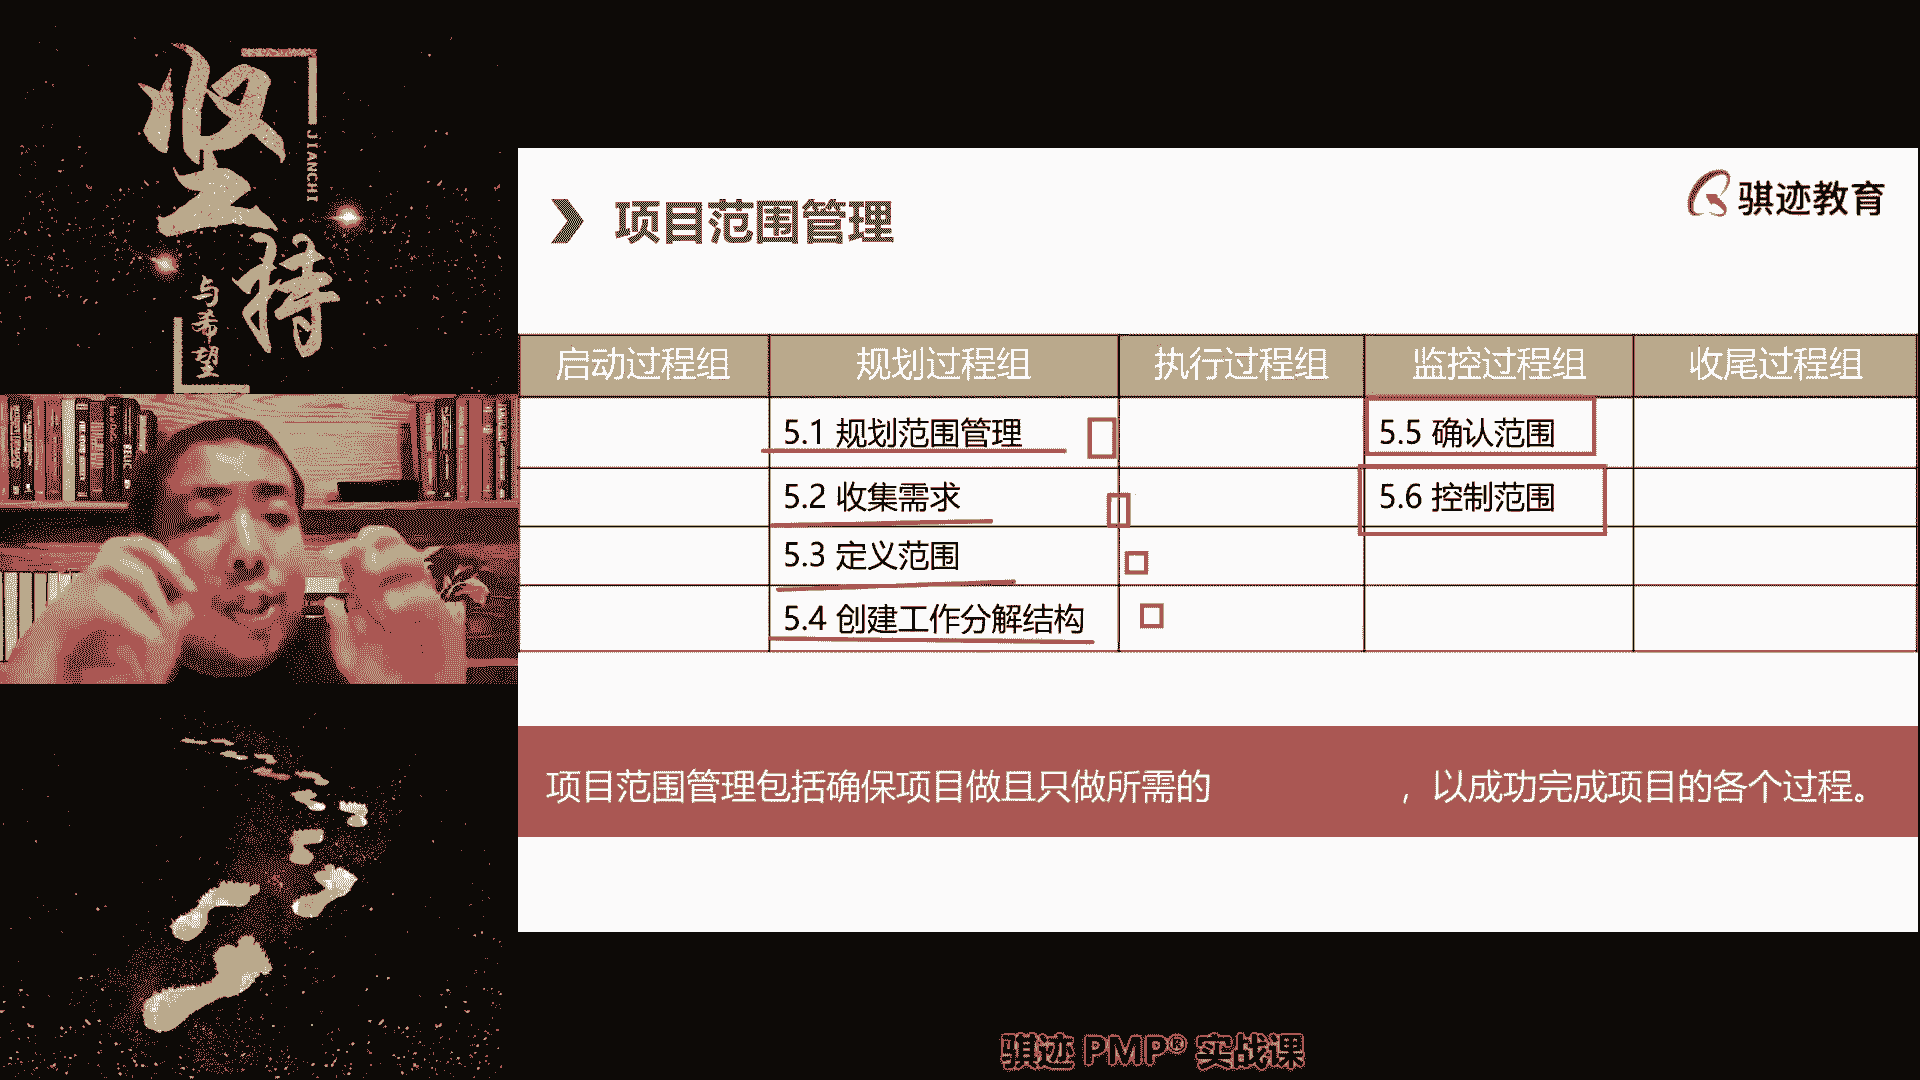 坚持
JIANCHI
与希望
骐迹教育
项目范围管理
启动过程组 规划过程组 执行过程组 监控过程组 收尾过程组
5.1 规划范围管理 5.5 确认范围
5.2 收集需求 5.6 控制范围
5.3 定义范围
5.4 创建工作分解结构
项目范围管理包括确保项目做且只做所需的 ，以成功完成项目的各个过程。
骐迹 PMP® 实战课